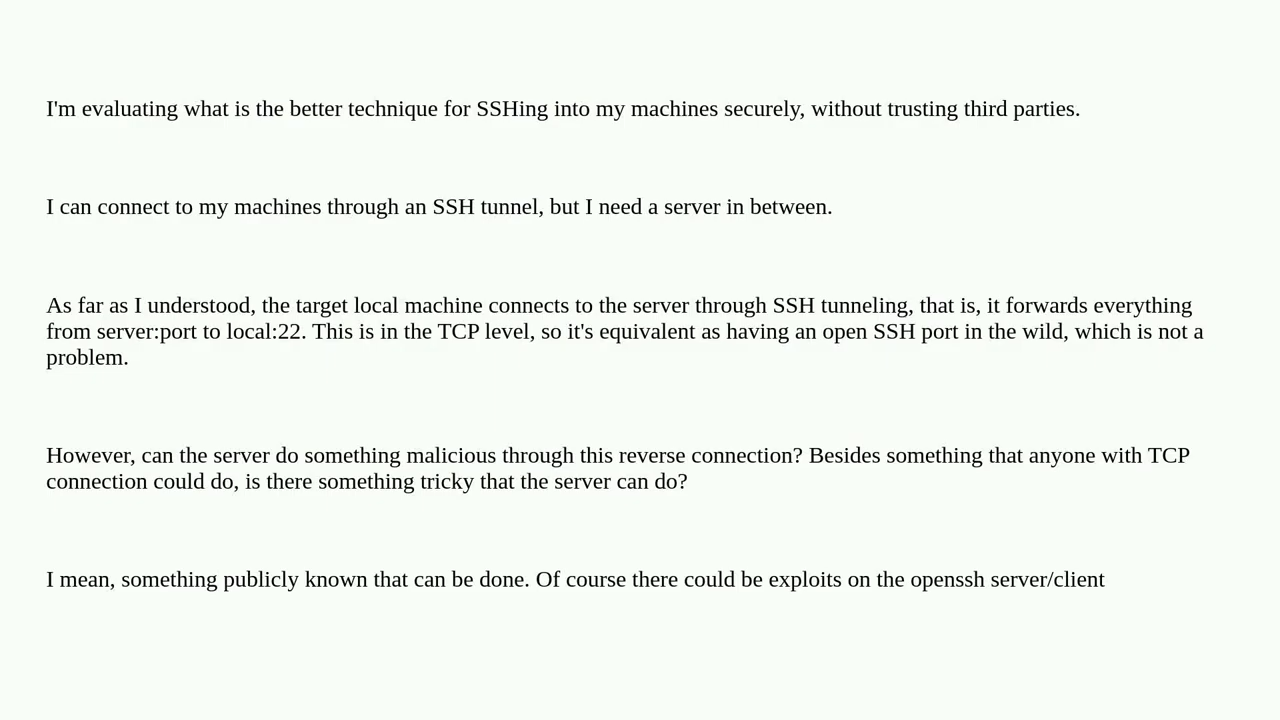 I'm evaluating what is the better technique for SSHing into my machines securely, without trusting third parties.
I can connect to my machines through an SSH tunnel, but I need a server in between.
As far as I understood, the target local machine connects to the server through SSH tunneling, that is, it forwards everything
from server:port to local:22. This is in the TCP level, so it's equivalent as having an open SSH port in the wild, which is not a
problem.
However, can the server do something malicious through this reverse connection? Besides something that anyone with TCP
connection could do, is there something tricky that the server can do?
I mean, something publicly known that can be done. Of course there could be exploits on the openssh server/client